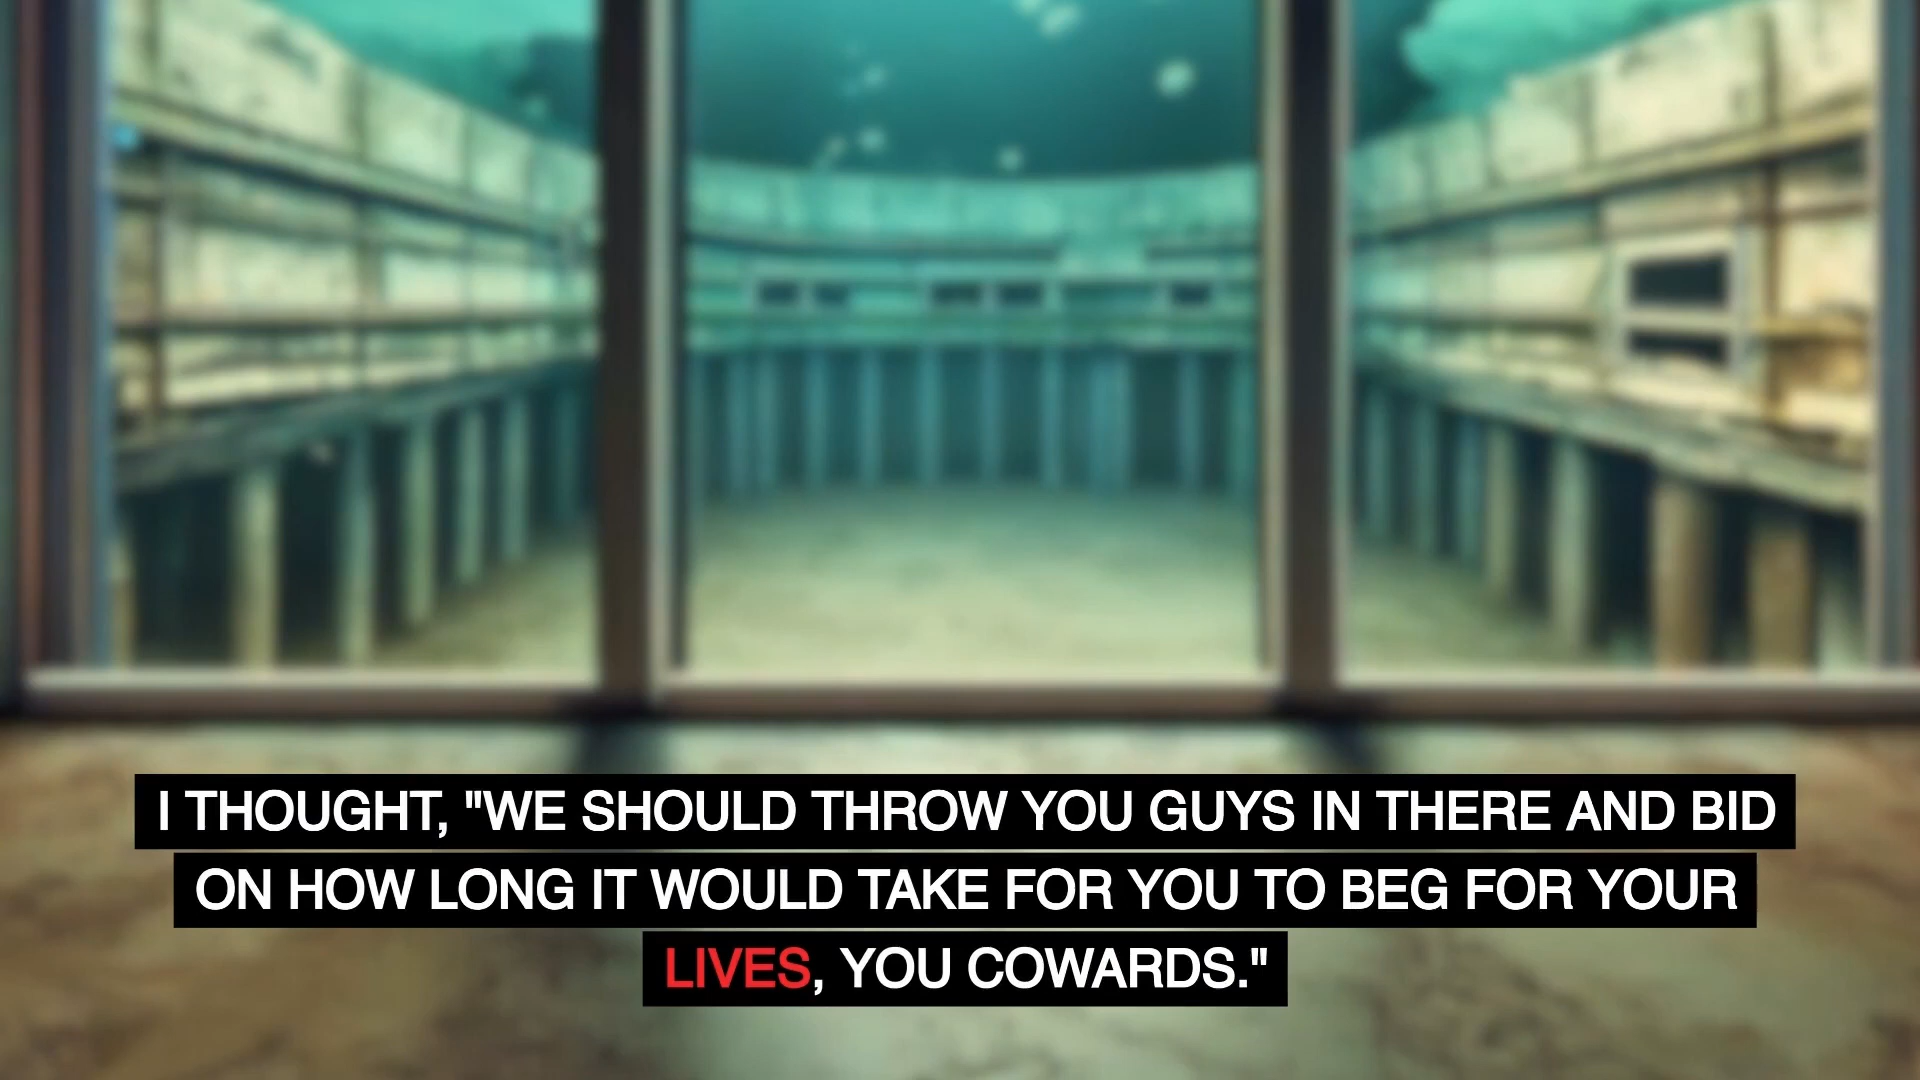 I THOUGHT, "WE SHOULD THROW YOU GUYS IN THERE AND BID
ON HOW LONG IT WOULD TAKE FOR YOU TO BEG FOR YOUR
LIVES, YOU COWARDS."